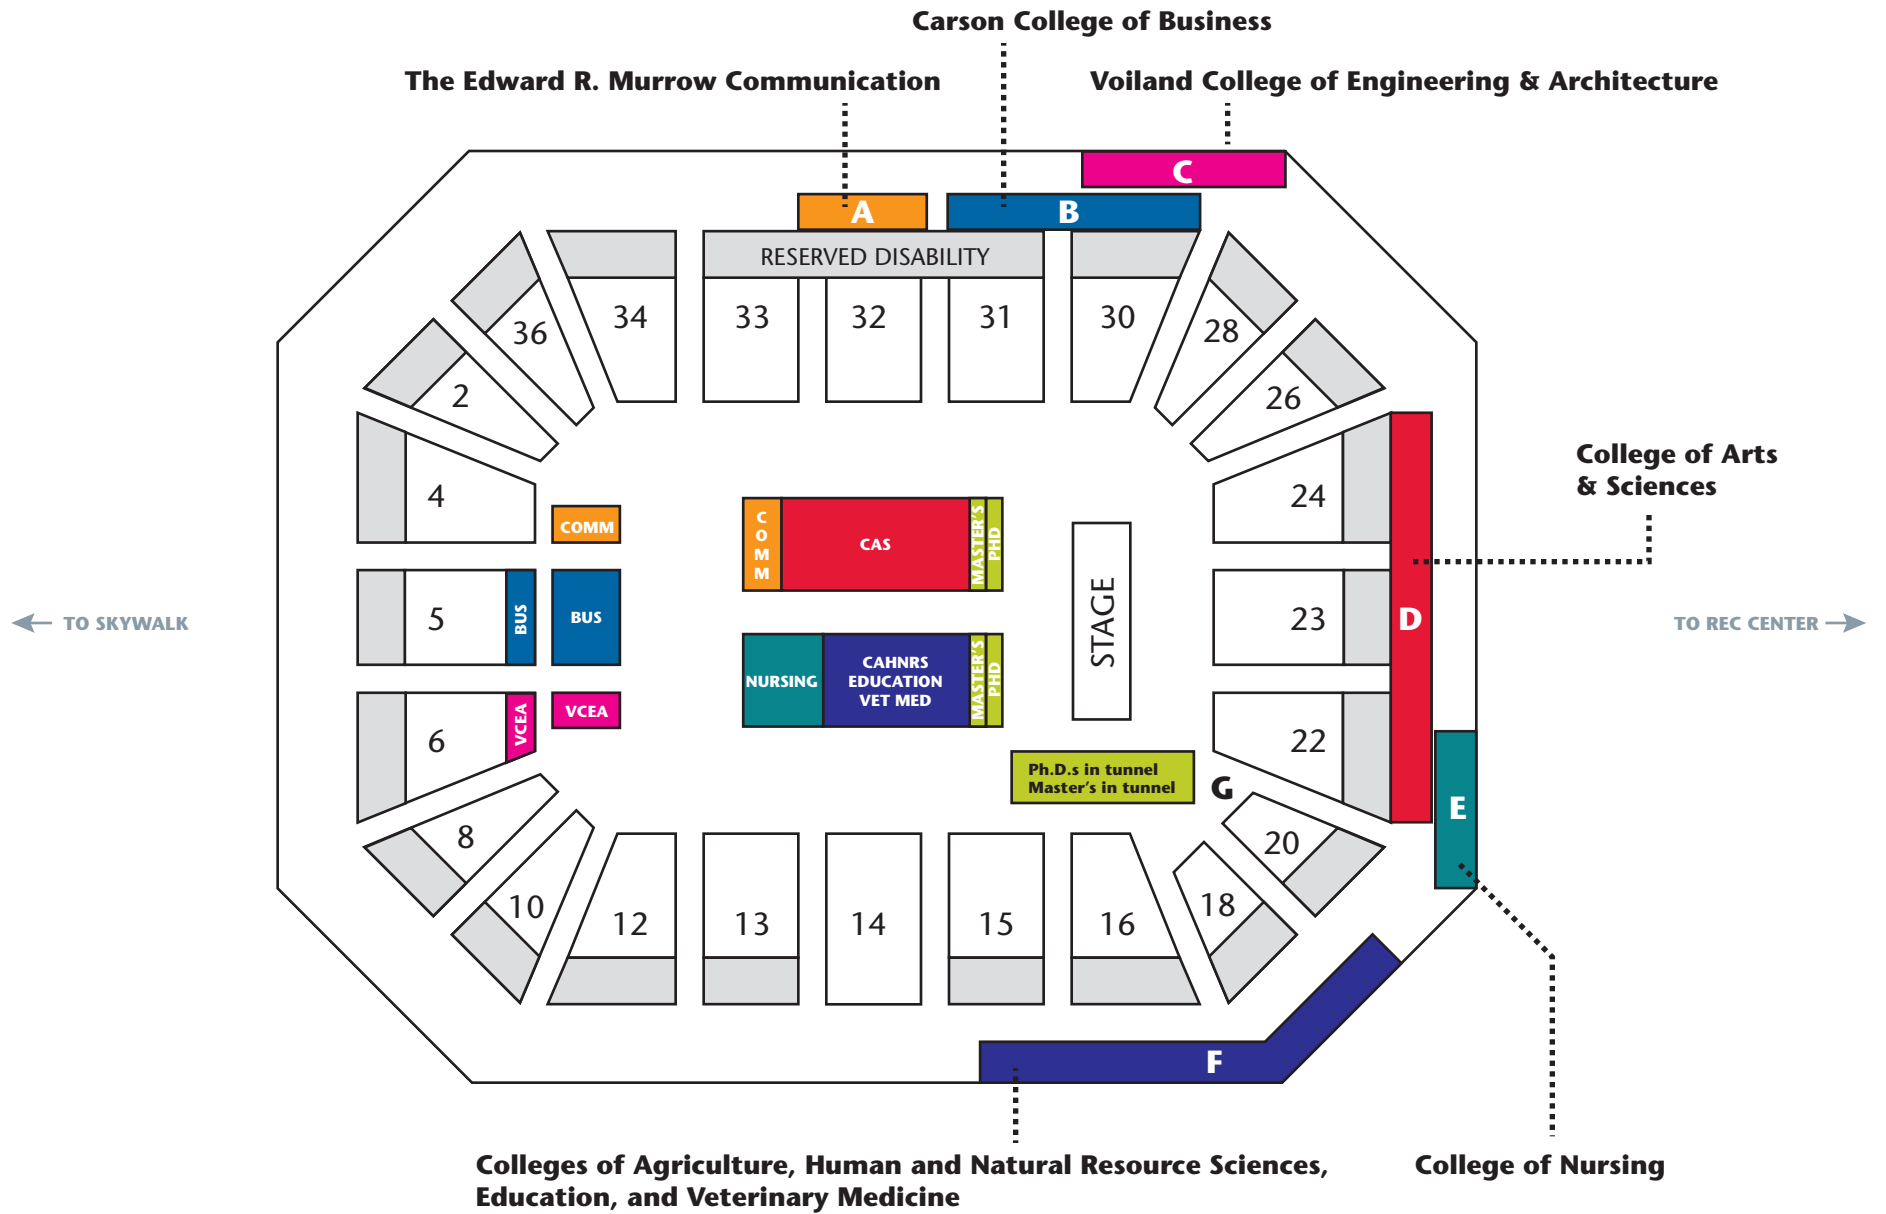 Carson College of Business
The Edward R. Murrow Communication
Voiland College of Engineering & Architecture
C
A
B
RESERVED DISABILITY
36
34
33
32
31
30
28
2
26
4
24
College of Arts
& Sciences
COMM
COMM
CAS
MASTER'S
PHD
STAGE
TO SKYWALK
5
BUS
BUS
23
D
TO REC CENTER
NURSING
CAHNRS
EDUCATION
VET MED
MASTER'S
PHD
6
VCEA
VCEA
22
Ph.D.s in tunnel
Master's in tunnel
G
E
8
20
10
12
13
14
15
16
18
F
Colleges of Agriculture, Human and Natural Resource Sciences,
Education, and Veterinary Medicine
College of Nursing